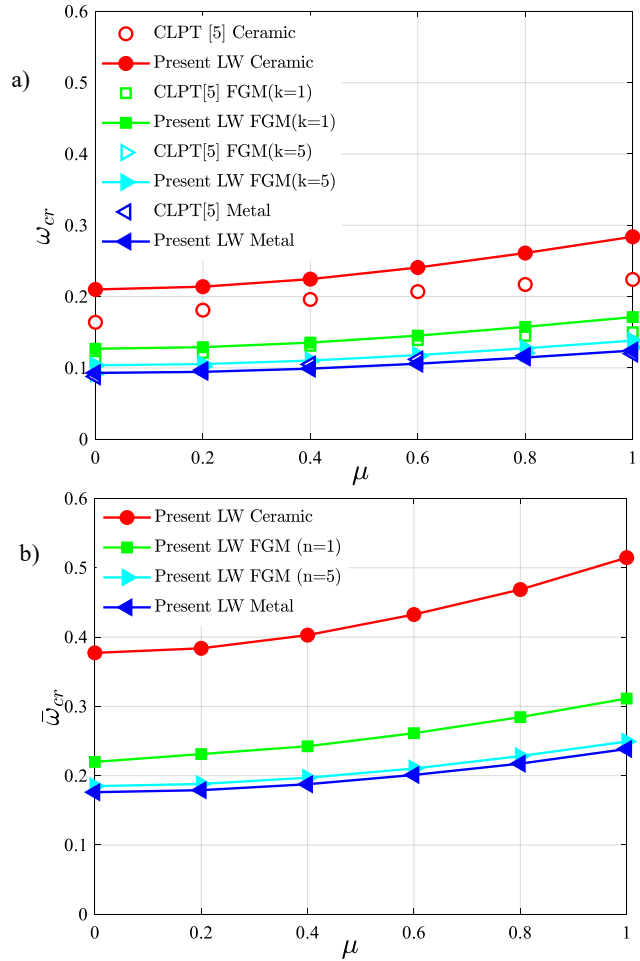 a)
0.6
0.5
0.4
0.3
0.2
0.1
0
ω_cr
CLPT [5] Ceramic
Present LW Ceramic
CLPT[5] FGM(k=1)
Present LW FGM(k=1)
CLPT[5] FGM(k=5)
Present LW FGM(k=5)
CLPT[5] Metal
Present LW Metal
0 0.2 0.4 0.6 0.8 1
μ
b)
0.6
0.5
0.4
0.3
0.2
0.1
0
ω̄_cr
Present LW Ceramic
Present LW FGM (n=1)
Present LW FGM (n=5)
Present LW Metal
0 0.2 0.4 0.6 0.8 1
μ